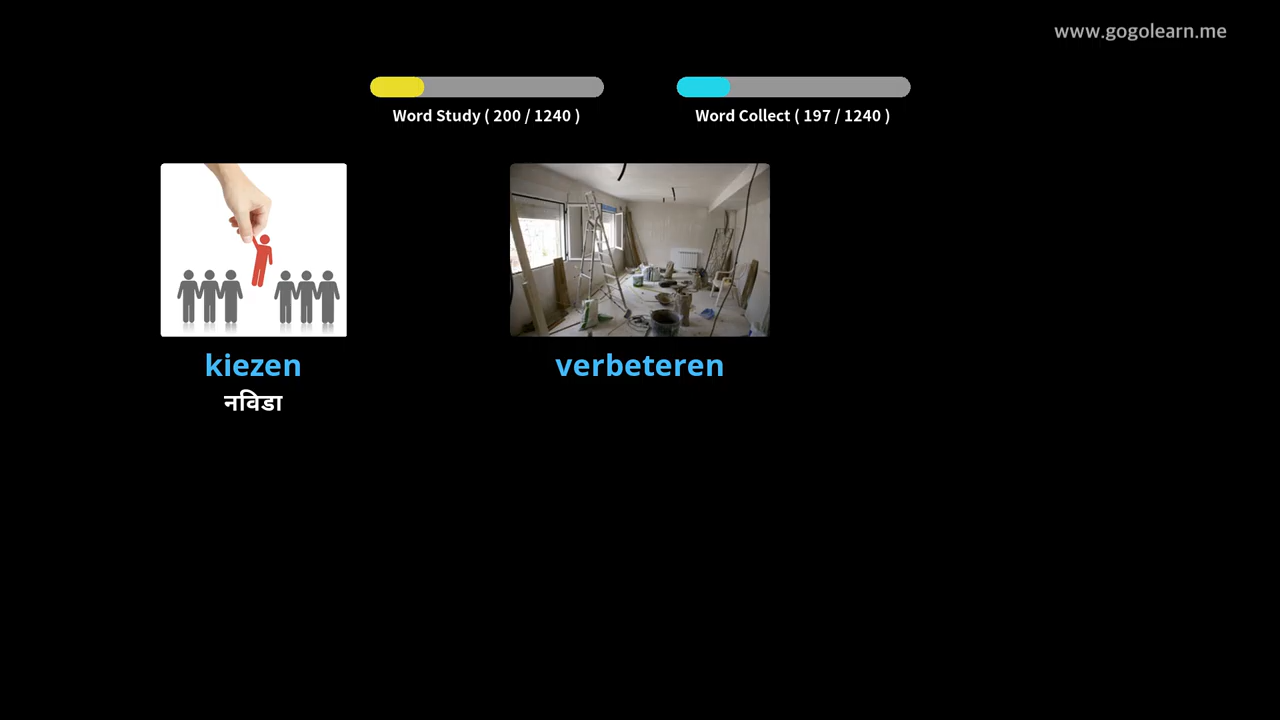 www.gogolearn.me
Word Study ( 200 / 1240 )
Word Collect ( 197 / 1240 )
kiezen
नविडा
verbeteren